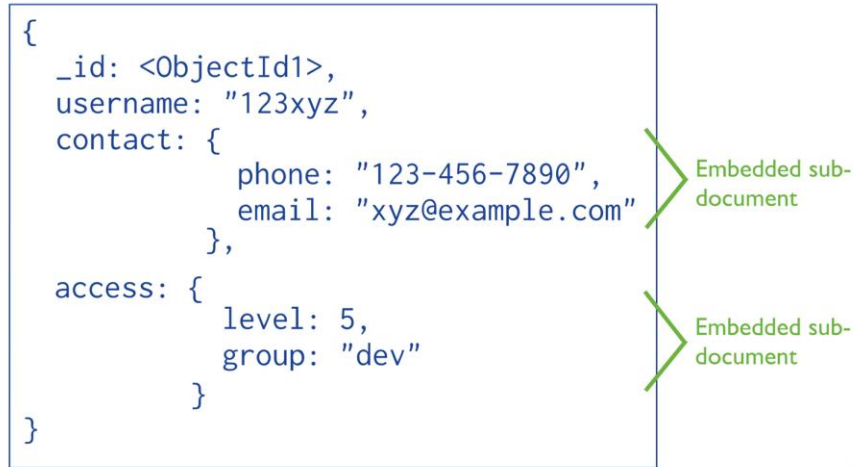 {
_id: <ObjectId1>,
username: "123xyz",
contact: {
phone: "123-456-7890",
email: "xyz@example.com"
},
access: {
level: 5,
group: "dev"
}
}
Embedded sub-
document
Embedded sub-
document